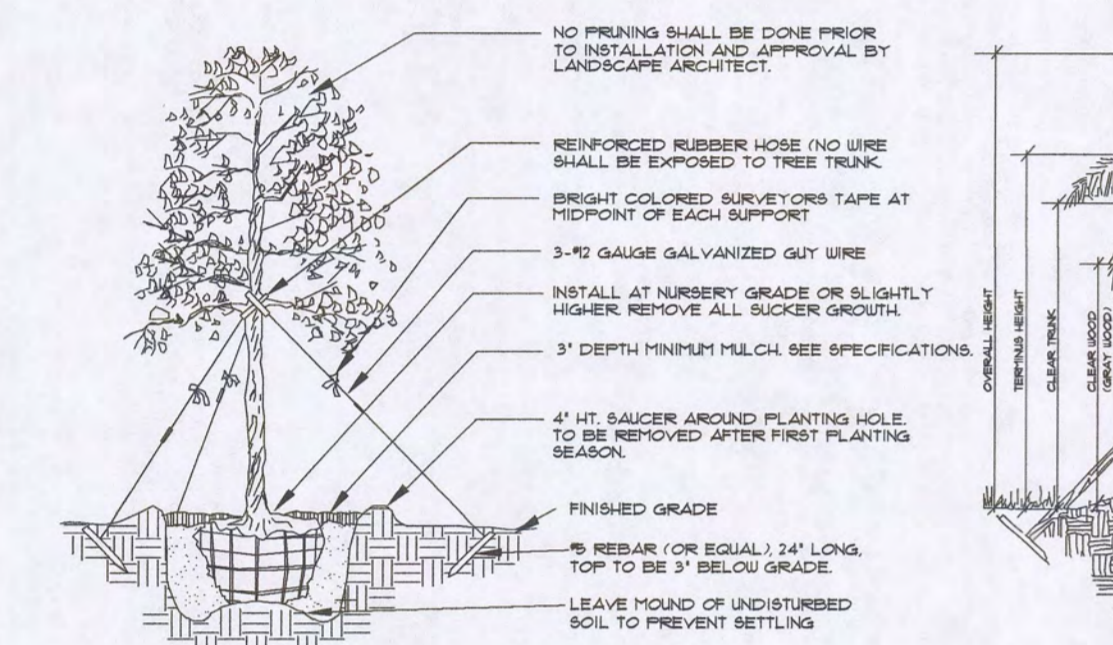 NO PRUNING SHALL BE DONE PRIOR
TO INSTALLATION AND APPROVAL BY
LANDSCAPE ARCHITECT.
REINFORCED RUBBER HOSE (NO WIRE
SHALL BE EXPOSED TO TREE TRUNK
BRIGHT COLORED SURVEYORS TAPE AT
MIDPOINT OF EACH SUPPORT
3-#12 GAUGE GALVANIZED GUY WIRE
INSTALL AT NURSERY GRADE OR SLIGHTLY
HIGHER. REMOVE ALL SUCKER GROWTH.
3" DEPTH MINIMUM MULCH. SEE SPECIFICATIONS.
4" HT. SAUCER AROUND PLANTING HOLE.
TO BE REMOVED AFTER FIRST PLANTING
SEASON.
FINISHED GRADE
#5 REBAR (OR EQUAL), 24" LONG,
TOP TO BE 3" BELOW GRADE.
LEAVE MOUND OF UNDISTURBED
SOIL TO PREVENT SETTLING
OVERALL HEIGHT
TERMINUS HEIGHT
CLEAR TRUNK
CLEAR WOOD
(GRAY WOOD)